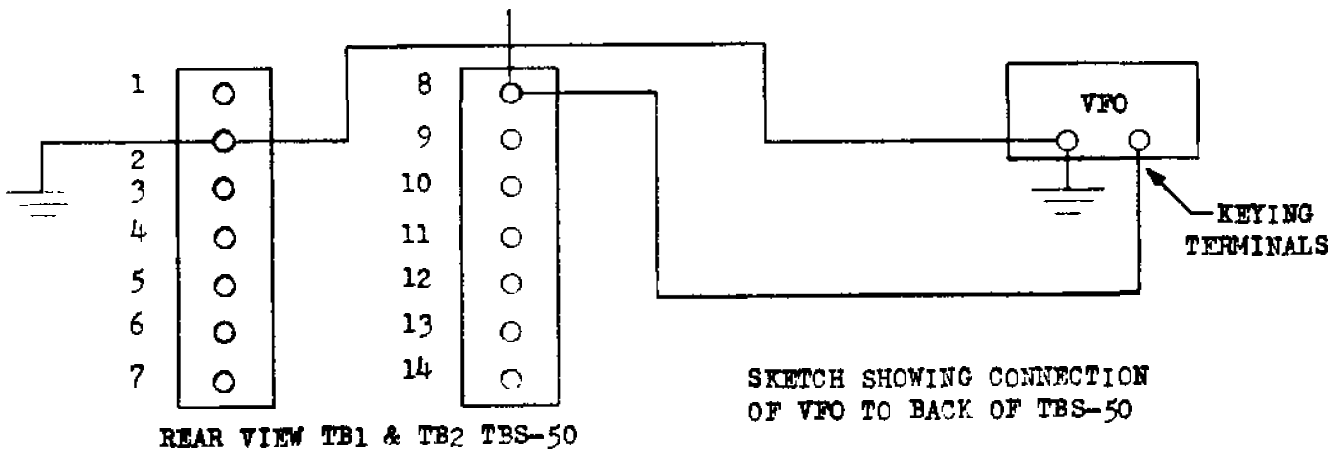 1
2
3
4
5
6
7
8
9
10
11
12
13
14
VFO
KEYING
TERMINALS
SKETCH SHOWING CONNECTION
OF VFO TO BACK OF TBS-50
REAR VIEW TB1 & TB2 TBS-50